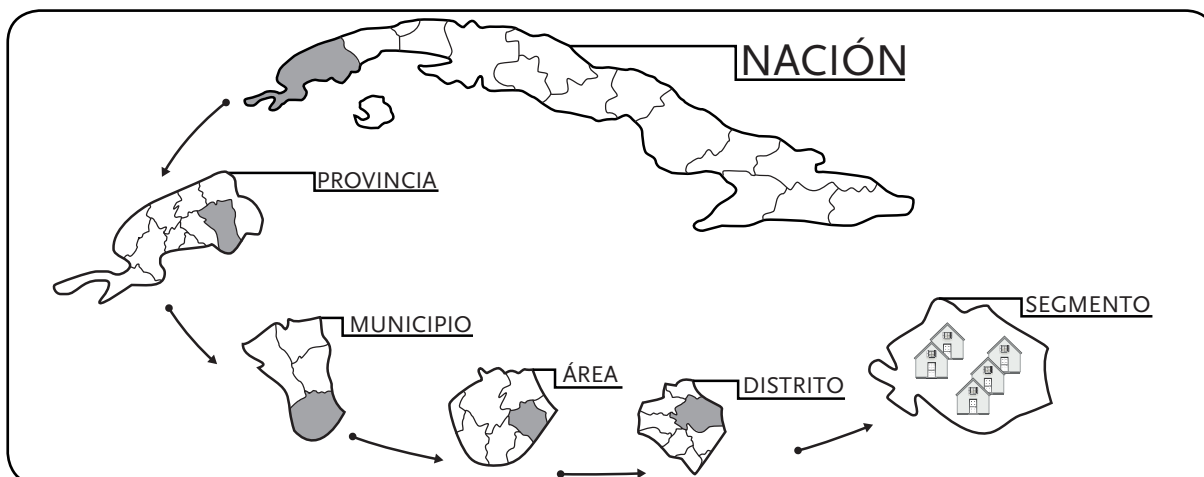 NACIÓN
PROVINCIA
MUNICIPIO
ÁREA
DISTRITO
SEGMENTO